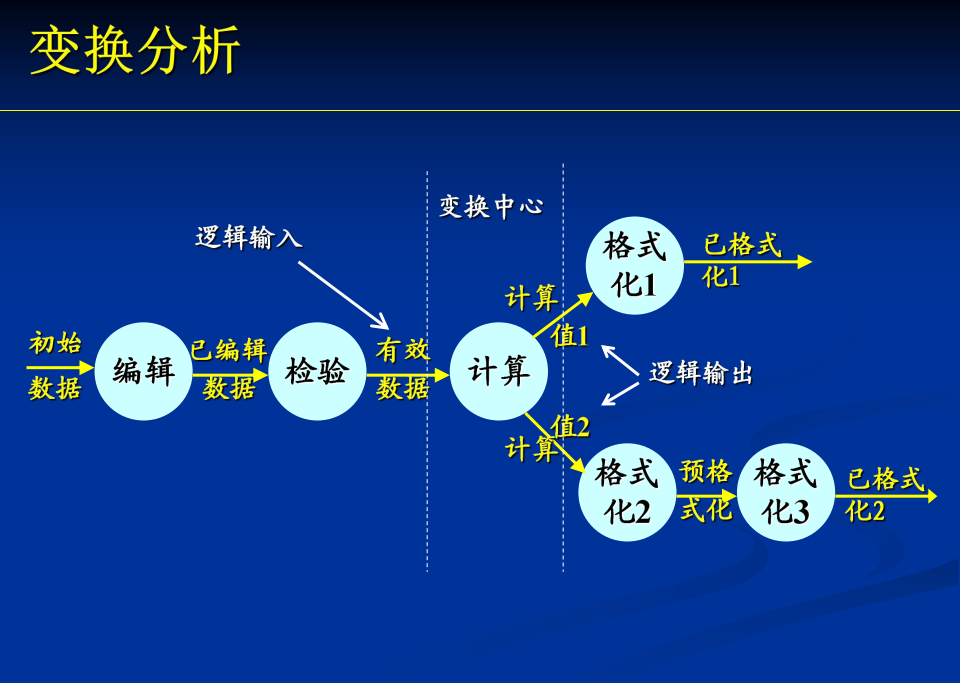 变换分析
变换中心
逻辑输入
格式
化1
已格式
化1
计算
值1
初始
数据
编辑
已编辑
数据
检验
有效
数据
计算
逻辑输出
值2
计算
格式
化2
预格
式化
格式
化3
已格式
化2